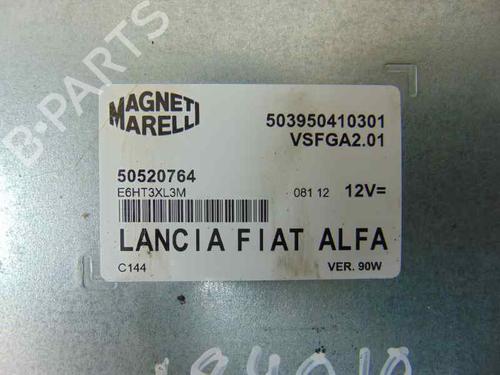 B-PARTS
MAGNETI MARELLI
503950410301
VSFGA2.01
50520764
E6HT3XL3M
081 12 12V=
LANCIA FIAT ALFA
C144
VER. 90W